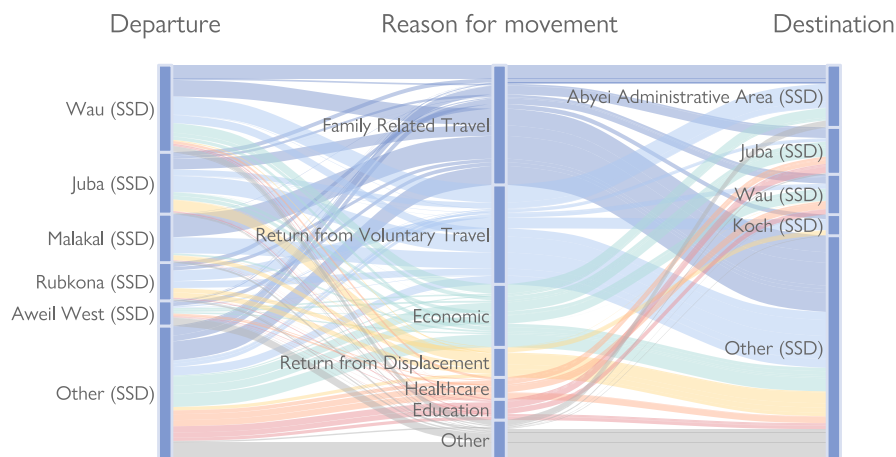 Departure
Reason for movement
Destination
Wau (SSD)
Juba (SSD)
Malakal (SSD)
Rubkona (SSD)
Aweil West (SSD)
Other (SSD)
Family Related Travel
Return from Voluntary Travel
Economic
Return from Displacement
Healthcare
Education
Other
Abyei Administrative Area (SSD)
Juba (SSD)
Wau (SSD)
Koch (SSD)
Other (SSD)